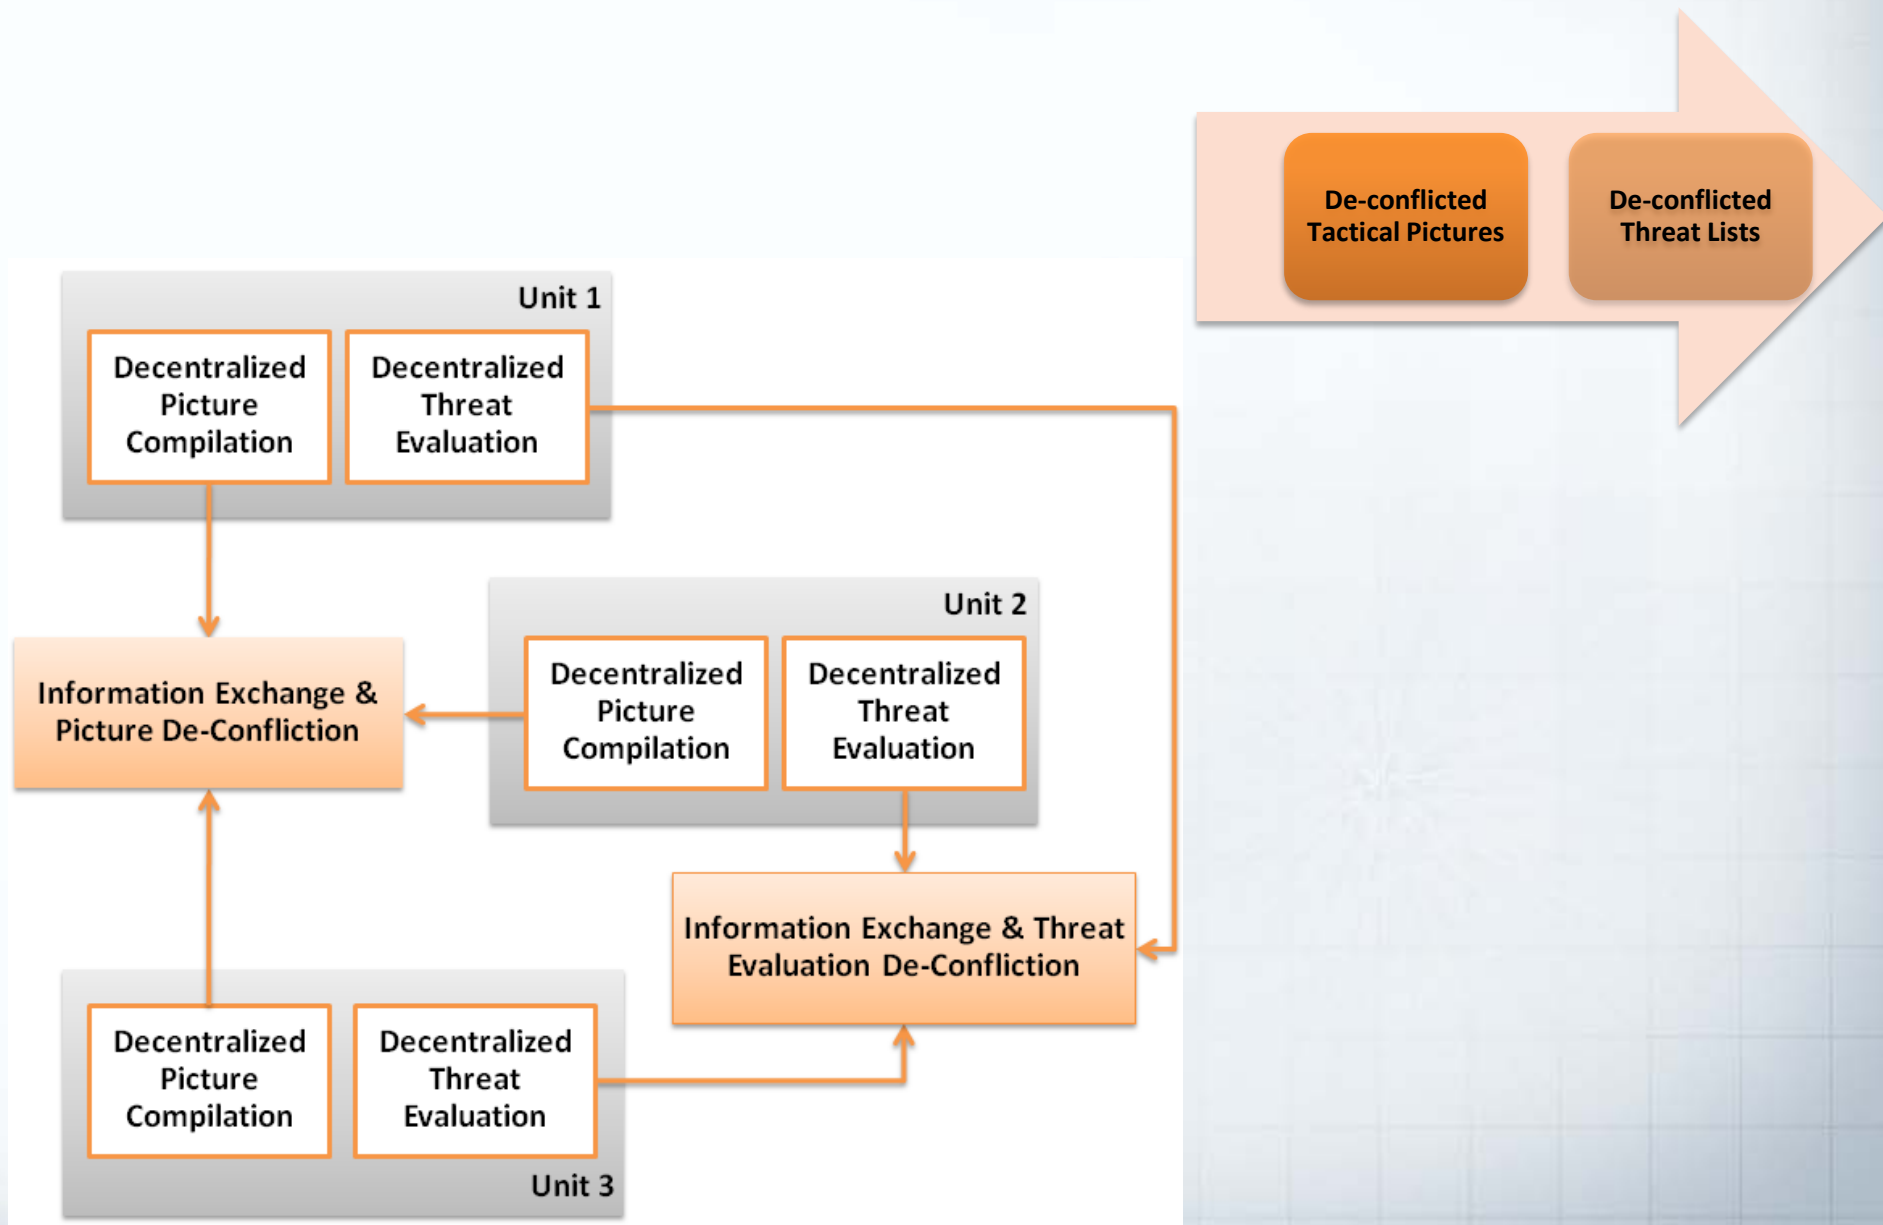 De-conflicted
Tactical Pictures
De-conflicted
Threat Lists
Unit 1
Decentralized
Picture
Compilation
Decentralized
Threat
Evaluation
Unit 2
Decentralized
Picture
Compilation
Decentralized
Threat
Evaluation
Information Exchange &
Picture De-Confliction
Information Exchange & Threat
Evaluation De-Confliction
Decentralized
Picture
Compilation
Decentralized
Threat
Evaluation
Unit 3